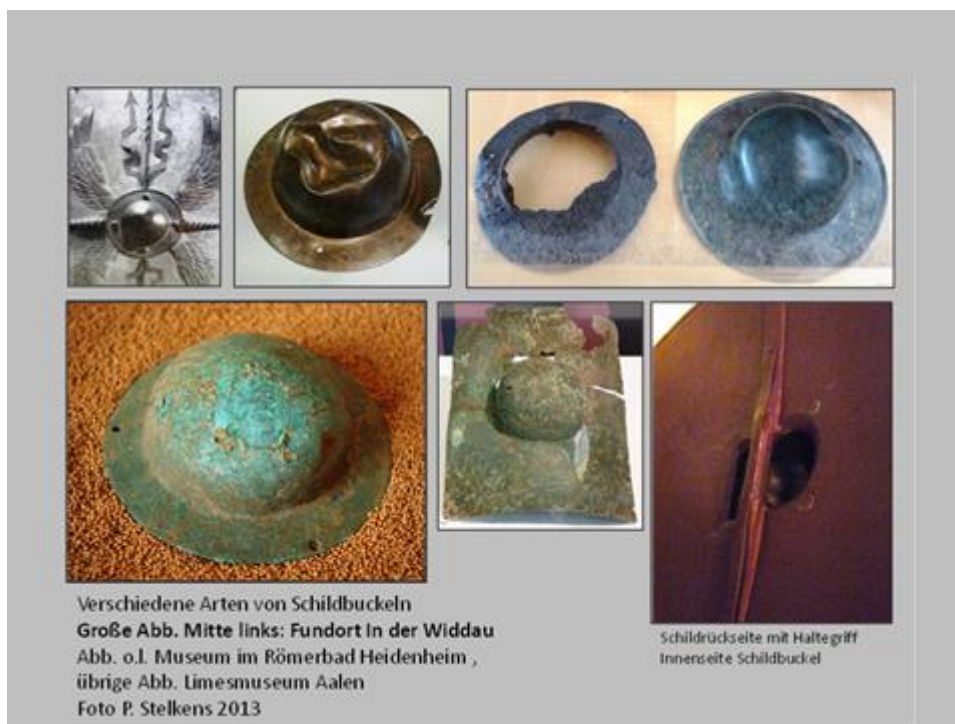 Verschiedene Arten von Schildbuckeln
Große Abb. Mitte links: Fundort In der Widdau
Abb. o.l. Museum im Römerbad Heidenheim ,
übrige Abb. Limesmuseum Aalen
Foto P. Stelkens 2013
Schildrückseite mit Haltegriff
Innenseite Schildbuckel